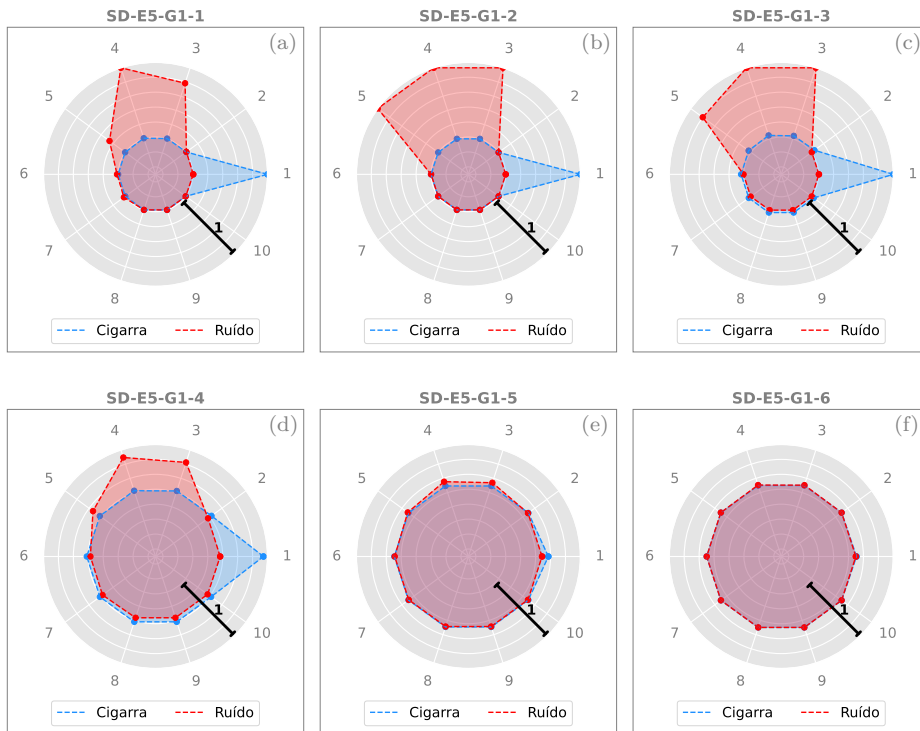 SD-E5-G1-1
(a)
4 3
5 2
6 1
7 10
8 9
1
Cigarra Ruído
SD-E5-G1-2
(b)
4 3
5 2
6 1
7 10
8 9
1
Cigarra Ruído
SD-E5-G1-3
(c)
4 3
5 2
6 1
7 10
8 9
1
Cigarra Ruído
SD-E5-G1-4
(d)
4 3
5 2
6 1
7 10
8 9
1
Cigarra Ruído
SD-E5-G1-5
(e)
4 3
5 2
6 1
7 10
8 9
1
Cigarra Ruído
SD-E5-G1-6
(f)
4 3
5 2
6 1
7 10
8 9
1
Cigarra Ruído